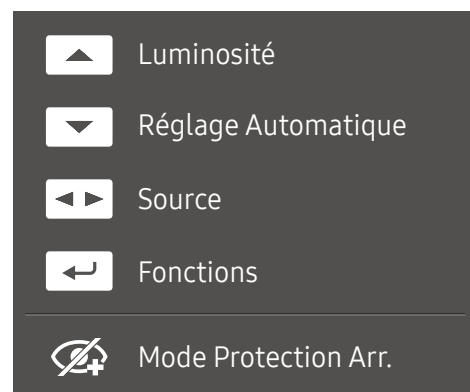 Luminosité
Réglage Automatique
Source
Fonctions
Mode Protection Arr.